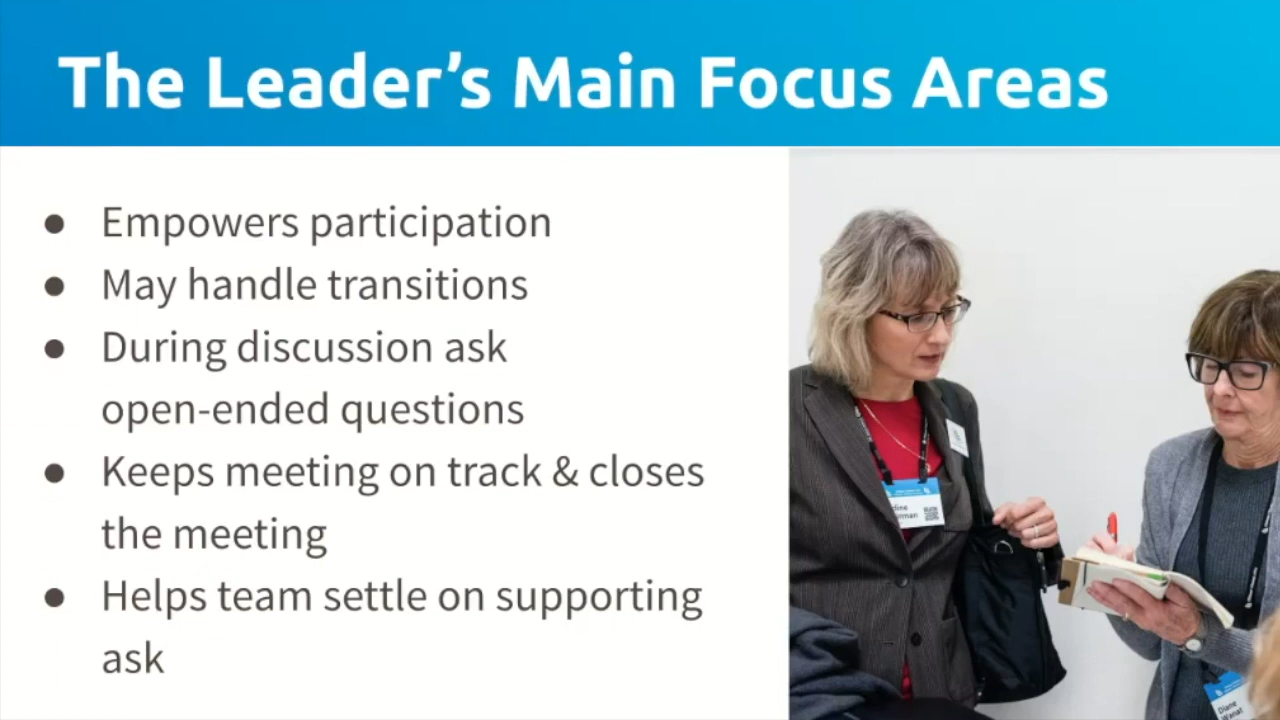 The Leader’s Main Focus Areas
● Empowers participation
● May handle transitions
● During discussion ask
open-ended questions
● Keeps meeting on track & closes
the meeting
● Helps team settle on supporting
ask
Diane